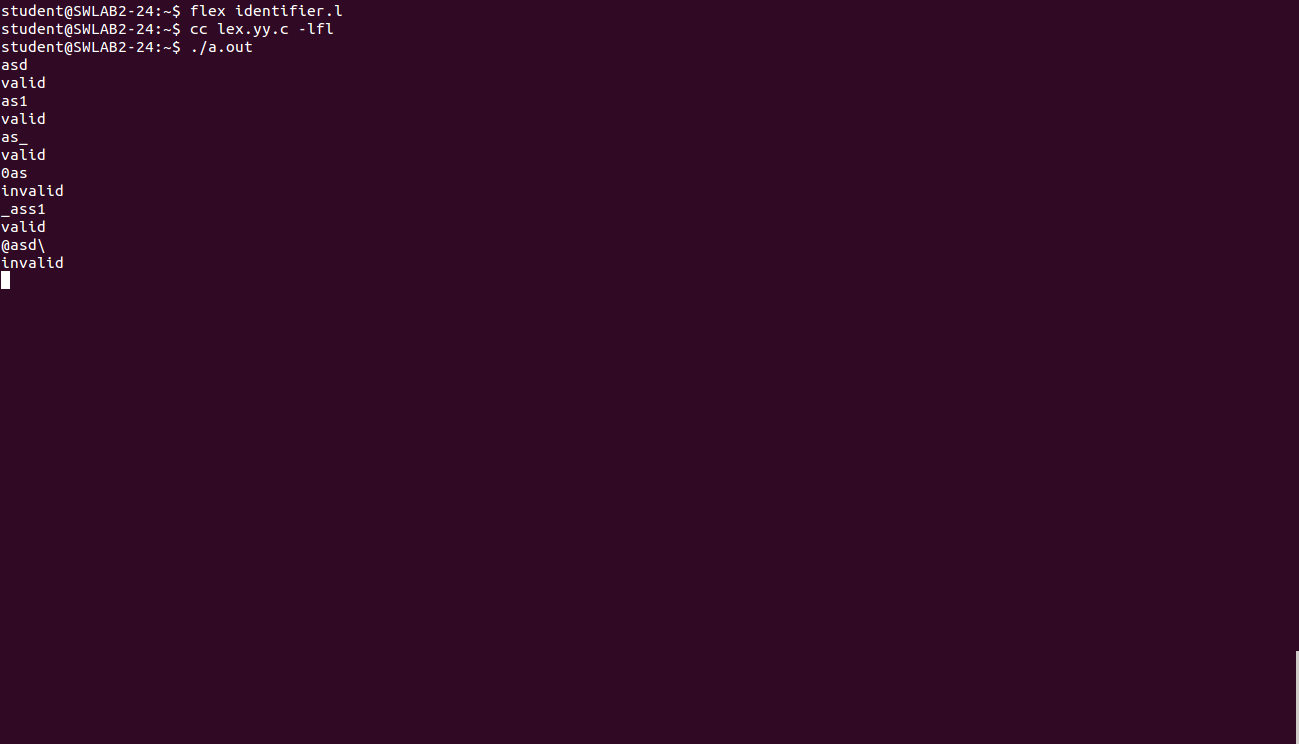 student@SWLAB2-24:~$ flex identifier.l
student@SWLAB2-24:~$ cc lex.yy.c -lfl
student@SWLAB2-24:~$ ./a.out
asd
valid
as1
valid
as_
valid
0as
invalid
_ass1
valid
@asd\
invalid